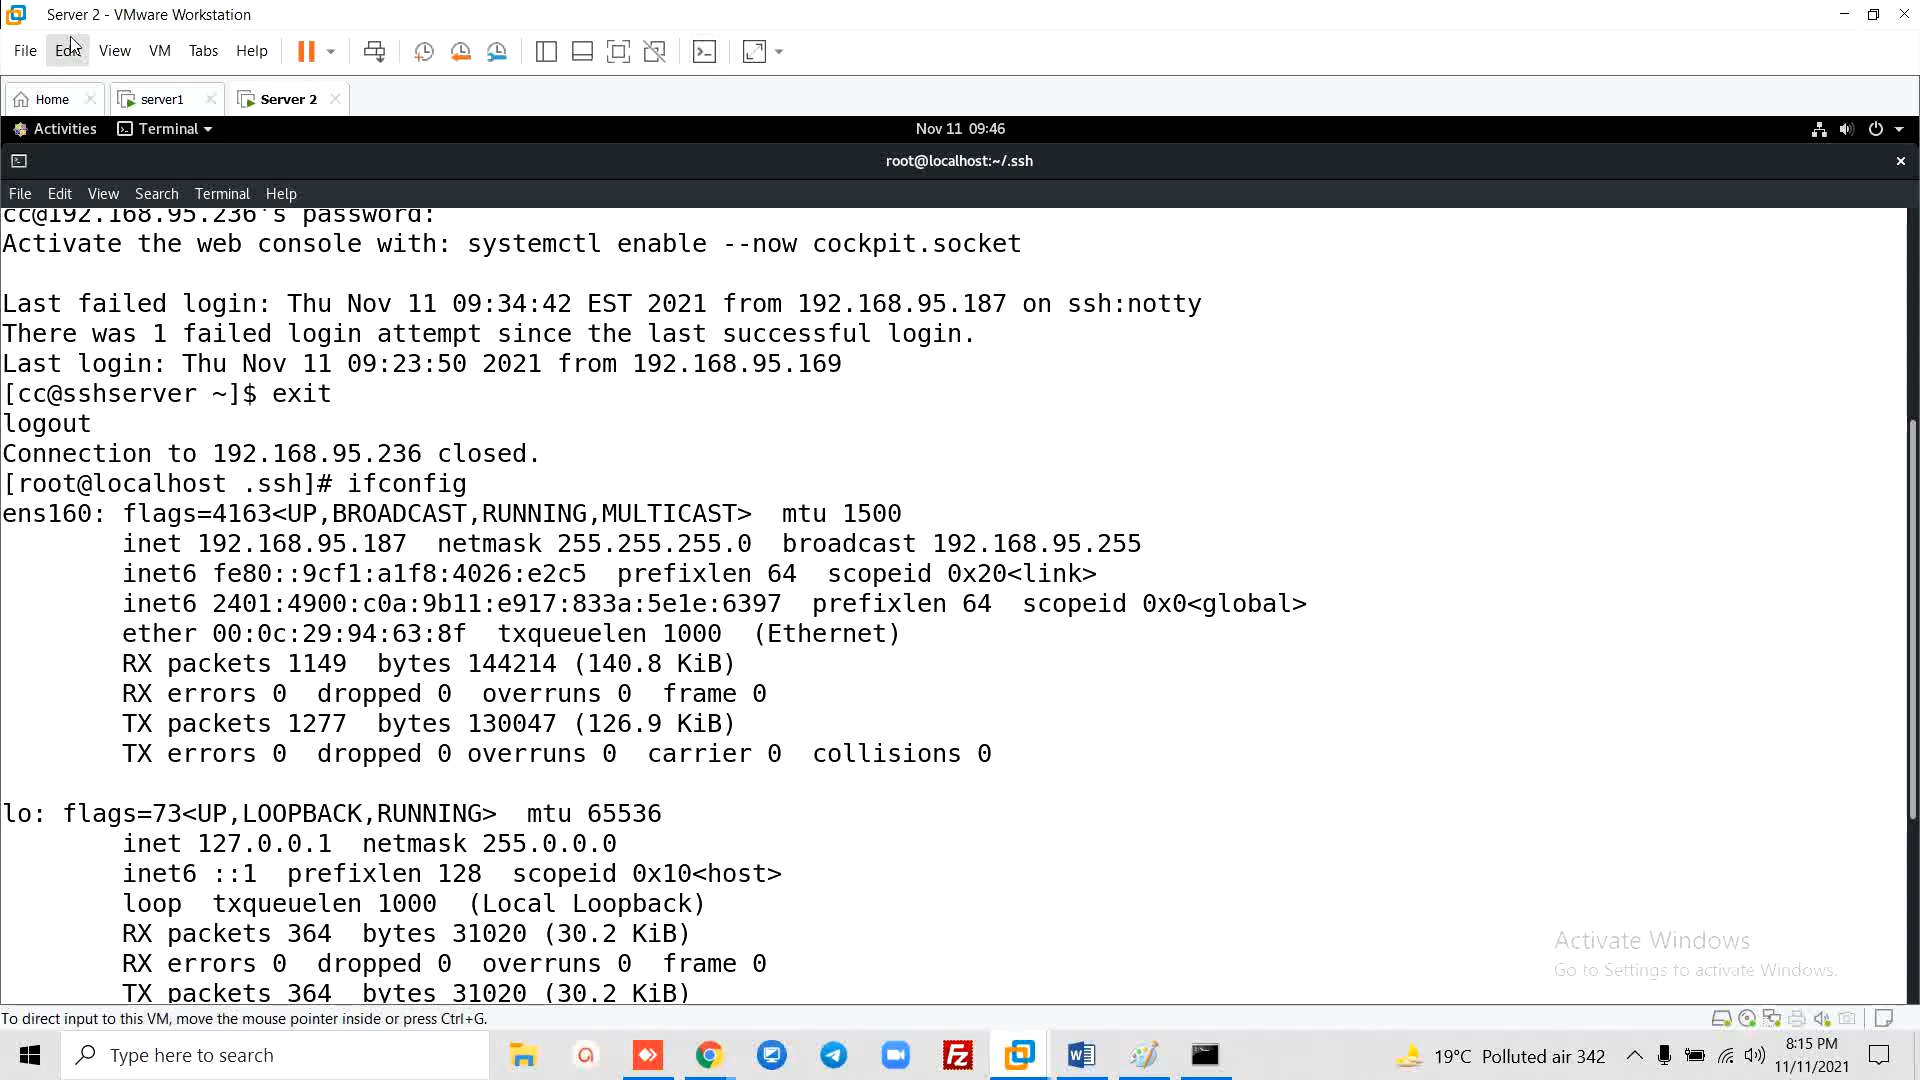 Server 2 - VMware Workstation
File Edit View VM Tabs Help
Home server1 Server 2
Activities Terminal Nov 11 09:46
root@localhost:~/.ssh
File Edit View Search Terminal Help
cc@192.168.95.236's password:
Activate the web console with: systemctl enable --now cockpit.socket
Last failed login: Thu Nov 11 09:34:42 EST 2021 from 192.168.95.187 on ssh:notty
There was 1 failed login attempt since the last successful login.
Last login: Thu Nov 11 09:23:50 2021 from 192.168.95.169
[cc@sshserver ~]$ exit
logout
Connection to 192.168.95.236 closed.
[root@localhost .ssh]# ifconfig
ens160: flags=4163<UP,BROADCAST,RUNNING,MULTICAST>  mtu 1500
inet 192.168.95.187  netmask 255.255.255.0  broadcast 192.168.95.255
inet6 fe80::9cf1:a1f8:4026:e2c5  prefixlen 64  scopeid 0x20<link>
inet6 2401:4900:c0a:9b11:e917:833a:5e1e:6397  prefixlen 64  scopeid 0x0<global>
ether 00:0c:29:94:63:8f  txqueuelen 1000  (Ethernet)
RX packets 1149  bytes 144214 (140.8 KiB)
RX errors 0  dropped 0  overruns 0  frame 0
TX packets 1277  bytes 130047 (126.9 KiB)
TX errors 0  dropped 0 overruns 0  carrier 0  collisions 0
lo: flags=73<UP,LOOPBACK,RUNNING>  mtu 65536
inet 127.0.0.1  netmask 255.0.0.0
inet6 ::1  prefixlen 128  scopeid 0x10<host>
loop  txqueuelen 1000  (Local Loopback)
RX packets 364  bytes 31020 (30.2 KiB)
RX errors 0  dropped 0  overruns 0  frame 0
TX packets 364  bytes 31020 (30.2 KiB)
Activate Windows
Go to Settings to activate Windows.
To direct input to this VM, move the mouse pointer inside or press Ctrl+G.
Type here to search
19°C Polluted air 342
8:15 PM
11/11/2021